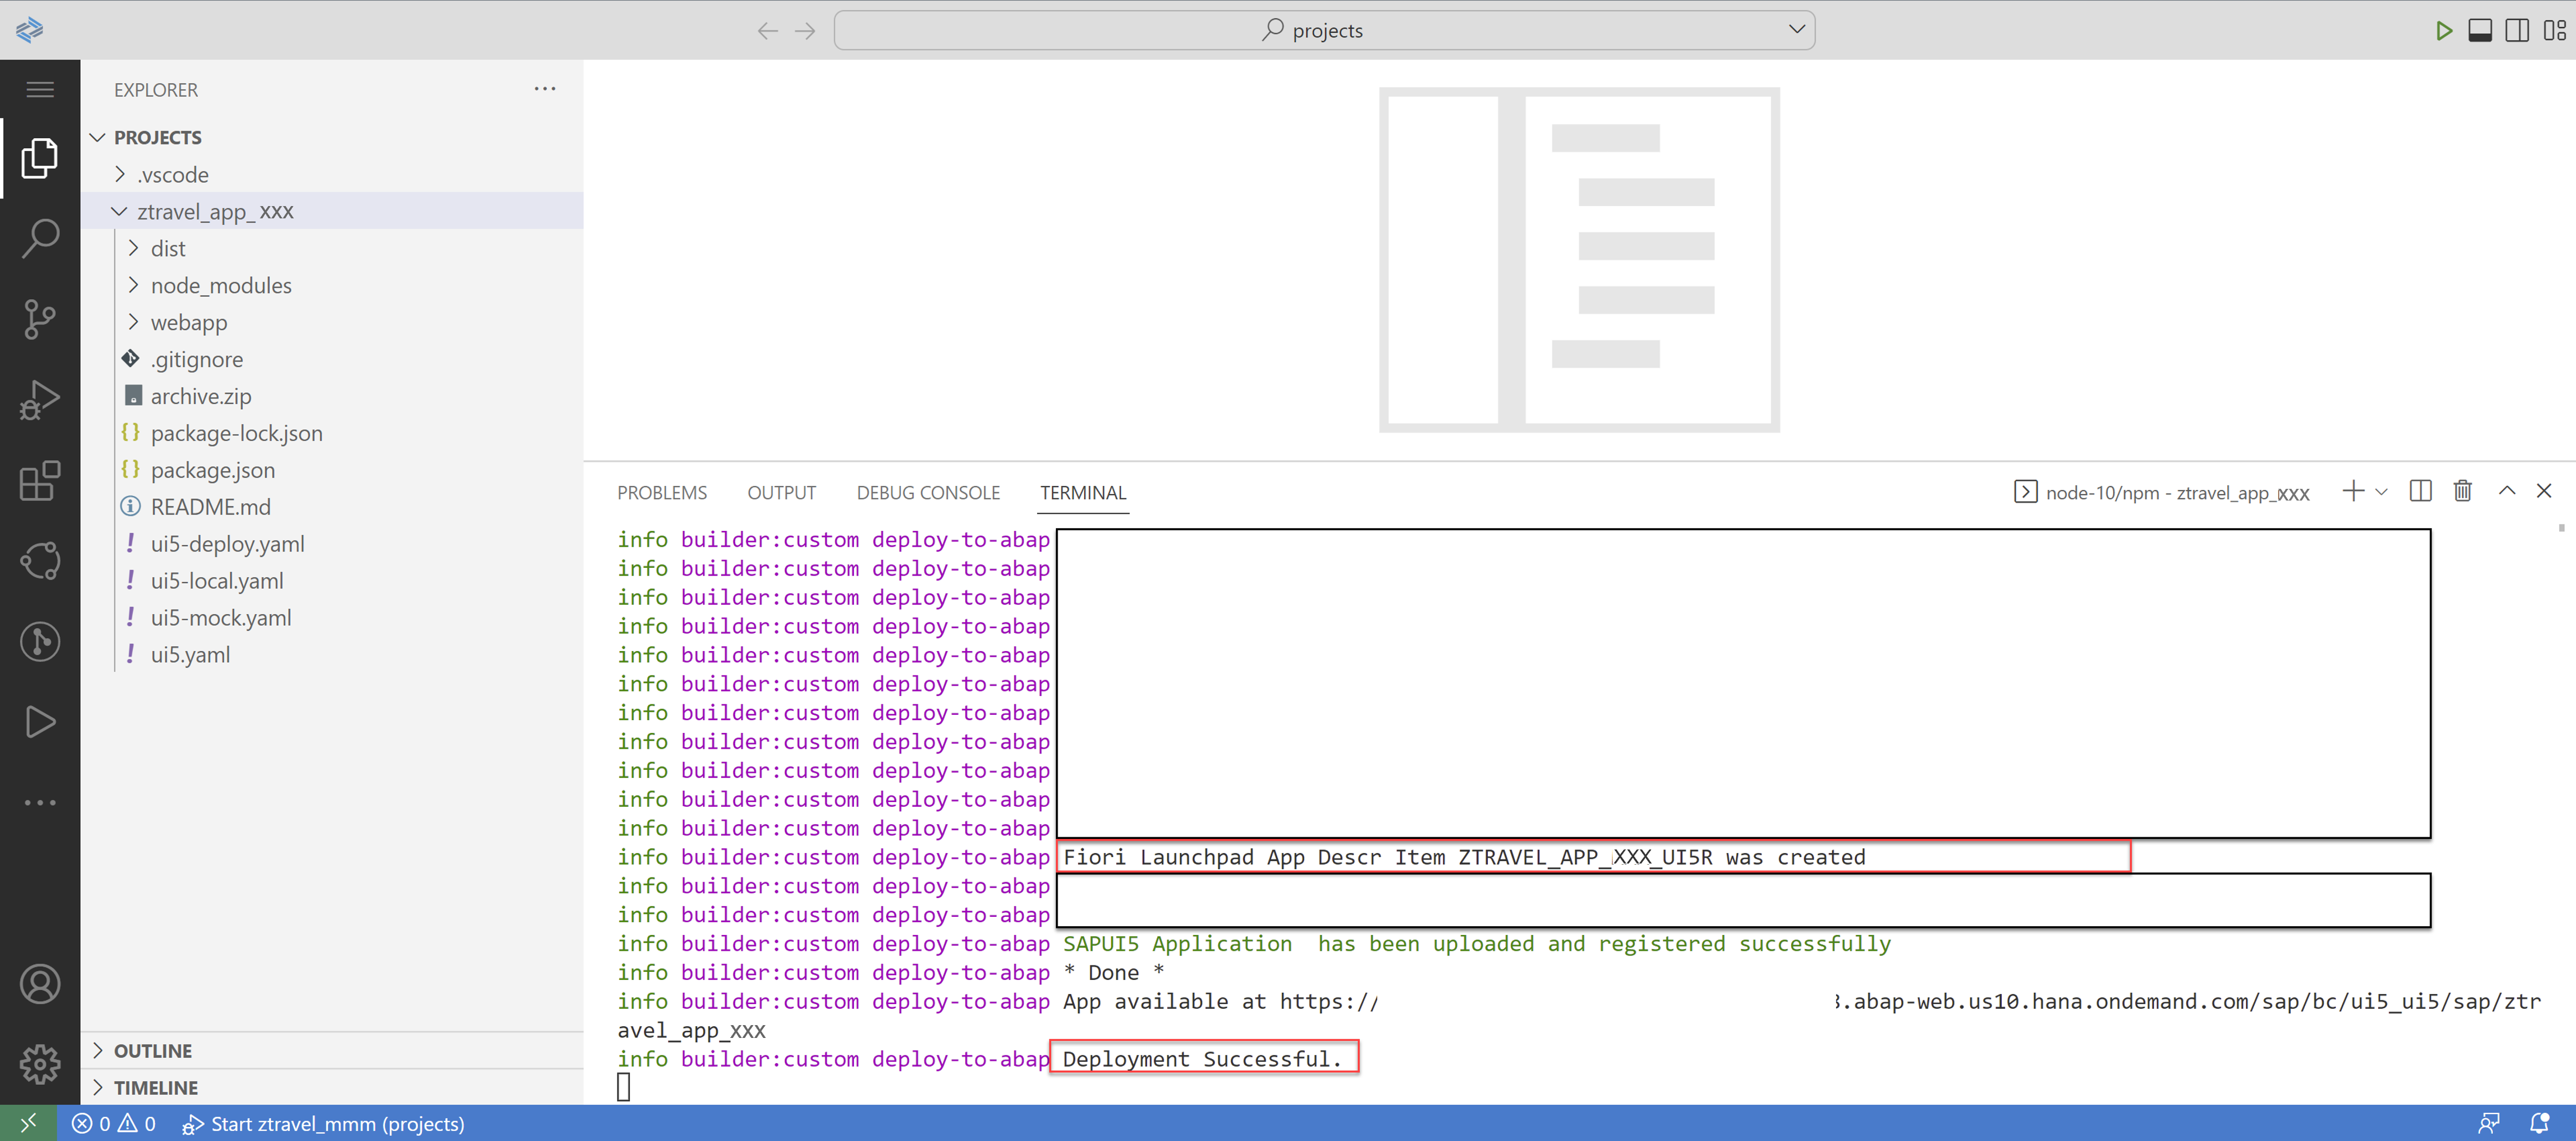 projects
EXPLORER
PROJECTS
.vscode
ztravel_app_ XXX
dist
node_modules
webapp
.gitignore
archive.zip
package-lock.json
package.json
README.md
ui5-deploy.yaml
ui5-local.yaml
ui5-mock.yaml
ui5.yaml
OUTLINE
TIMELINE
PROBLEMS OUTPUT DEBUG CONSOLE TERMINAL
node-10/npm - ztravel_app_xxx
info builder:custom deploy-to-abap
info builder:custom deploy-to-abap
info builder:custom deploy-to-abap
info builder:custom deploy-to-abap
info builder:custom deploy-to-abap
info builder:custom deploy-to-abap
info builder:custom deploy-to-abap
info builder:custom deploy-to-abap
info builder:custom deploy-to-abap
info builder:custom deploy-to-abap
info builder:custom deploy-to-abap
info builder:custom deploy-to-abap Fiori Launchpad App Descr Item ZTRAVEL_APP_XXX_UI5R was created
info builder:custom deploy-to-abap
info builder:custom deploy-to-abap
info builder:custom deploy-to-abap SAPUI5 Application has been uploaded and registered successfully
info builder:custom deploy-to-abap * Done *
info builder:custom deploy-to-abap App available at https:// .abap-web.us10.hana.ondemand.com/sap/bc/ui5_ui5/sap/ztr
avel_app_xxx
info builder:custom deploy-to-abap Deployment Successful.
0 0 Start ztravel_mmm (projects)